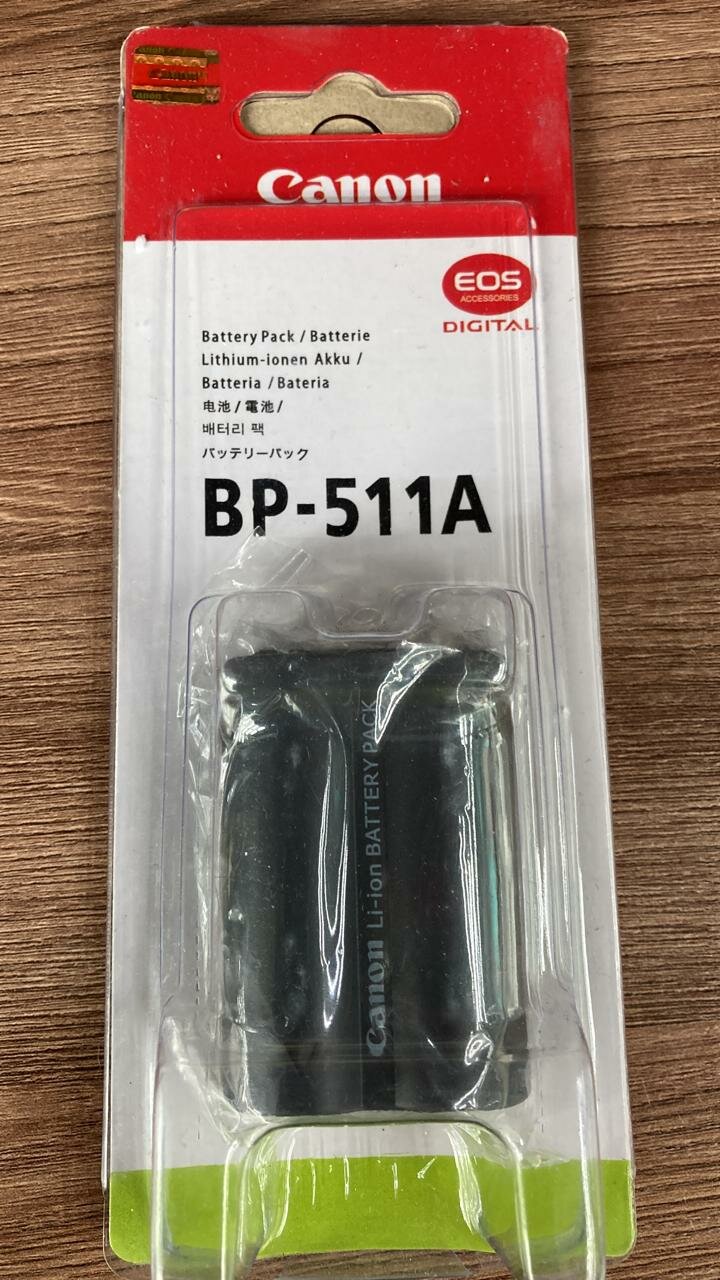 Canon
Canon
EOS
ACCESSORIES
DIGITAL
Battery Pack / Batterie
Lithium-ionen Akku /
Batteria / Bateria
电池 / 電池 /
배터리 팩
バッテリーパック
BP-511A
Canon Li-ion BATTERY PACK